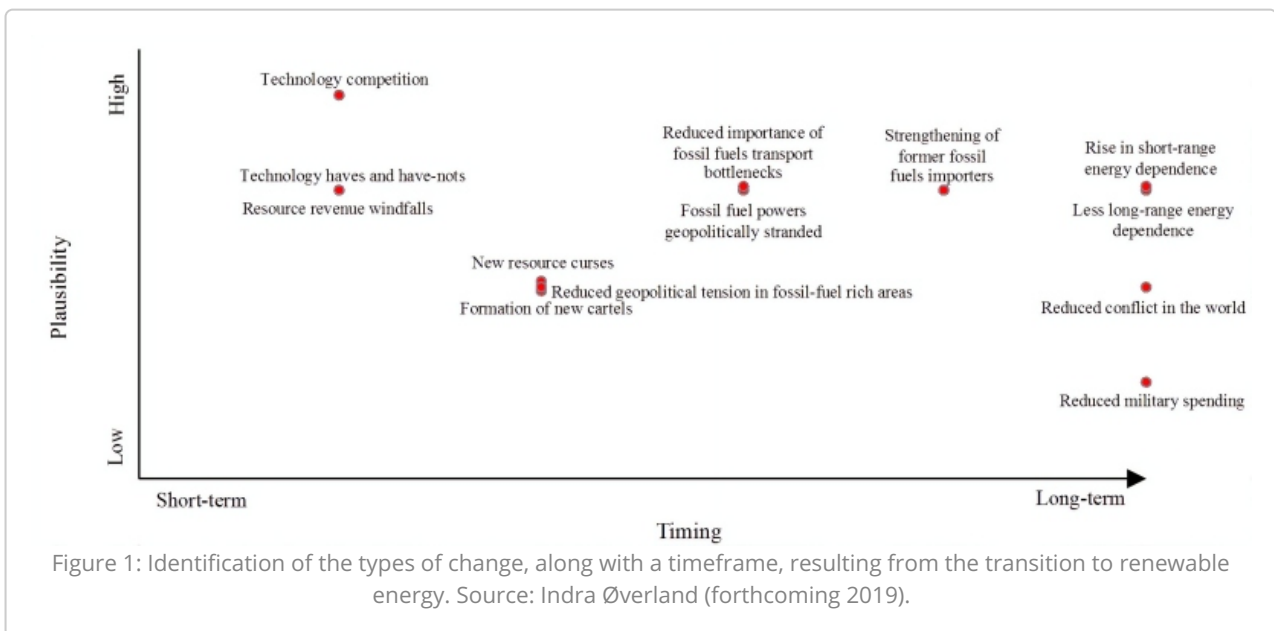 High
Technology competition
Reduced importance of
fossil fuels transport
bottlenecks
Strengthening of
former fossil
fuels importers
Rise in short-range
energy dependence
Technology haves and have-nots
Resource revenue windfalls
Fossil fuel powers
geopolitically stranded
Less long-range energy
dependence
Plausibility
New resource curses
Reduced geopolitical tension in fossil-fuel rich areas
Formation of new cartels
Reduced conflict in the world
Reduced military spending
Low
Short-term
Long-term
Timing
Figure 1: Identification of the types of change, along with a timeframe, resulting from the transition to renewable
energy. Source: Indra Øverland (forthcoming 2019).